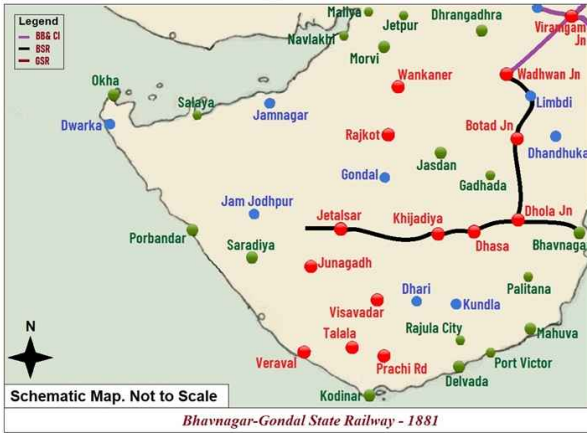 Legend
BB& CI
BSR
GSR
Maliya
Jetpur
Dhrangadhra
Viramgam
Jn
Navlakhi
Morvi
Wankaner
Wadhwan Jn
Okha
Salaya
Jamnagar
Limbdi
Dwarka
Rajkot
Botad Jn
Jasdan
Dhandhuka
Gondal
Gadhada
Jam Jodhpur
Jetalsar
Khijadiya
Dhola Jn
Porbandar
Saradiya
Dhasa
Bhavnaga
Junagadh
Palitana
Dhari
Kundla
Visavadar
Talala
Rajula City
Mahuva
Veraval
Prachi Rd
Port Victor
Delvada
Kodinar
N
Schematic Map. Not to Scale
Bhavnagar-Gondal State Railway - 1881